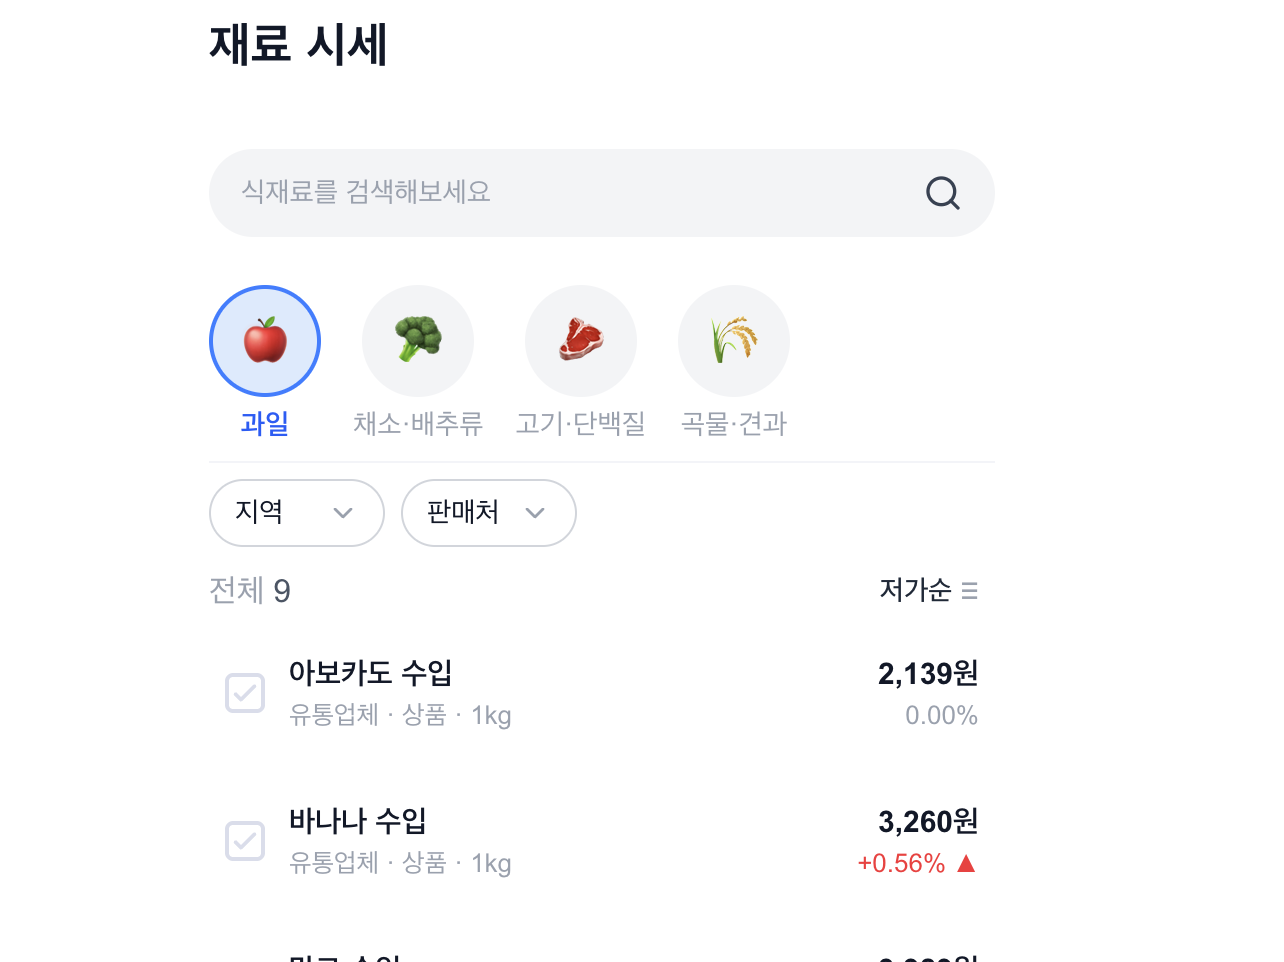 재료 시세
식재료를 검색해보세요
과일 채소·배추류 고기·단백질 곡물·견과
지역 판매처
전체 9 저가순
아보카도 수입 2,139원
유통업체 · 상품 · 1kg 0.00%
바나나 수입 3,260원
유통업체 · 상품 · 1kg +0.56% ▲